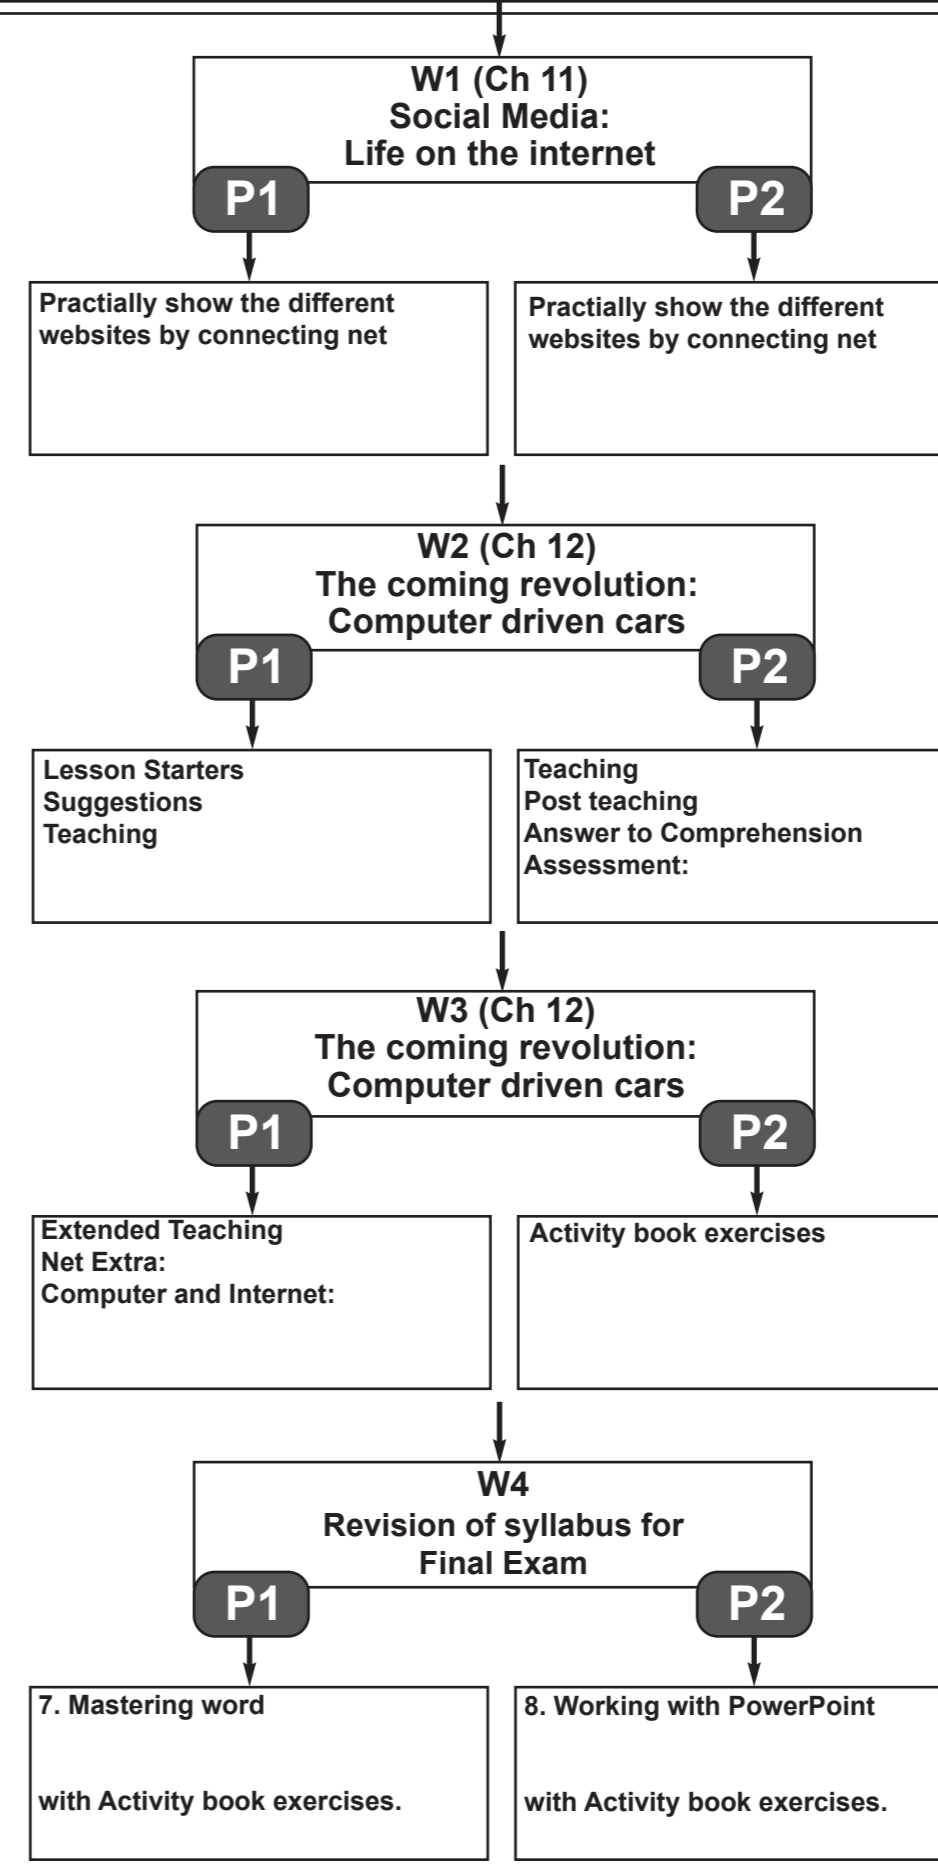 W1 (Ch 11)
Social Media:
Life on the internet
P1
P2
Practially show the different
websites by connecting net
Practially show the different
websites by connecting net
W2 (Ch 12)
The coming revolution:
Computer driven cars
P1
P2
Lesson Starters
Suggestions
Teaching
Teaching
Post teaching
Answer to Comprehension
Assessment:
W3 (Ch 12)
The coming revolution:
Computer driven cars
P1
P2
Extended Teaching
Net Extra:
Computer and Internet:
Activity book exercises
W4
Revision of syllabus for
Final Exam
P1
P2
7. Mastering word
with Activity book exercises.
8. Working with PowerPoint
with Activity book exercises.